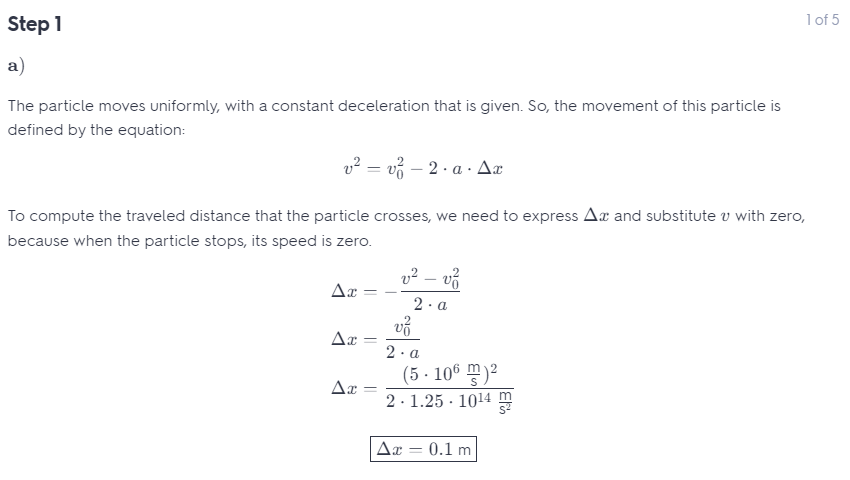 Step 1
1 of 5
a)
The particle moves uniformly, with a constant deceleration that is given. So, the movement of this particle is
defined by the equation:
v² = v₀² − 2 · a · Δx
To compute the traveled distance that the particle crosses, we need to express Δx and substitute v with zero,
because when the particle stops, its speed is zero.
Δx = −(v² − v₀²)/(2 · a)
Δx = v₀²/(2 · a)
Δx = (5 · 10⁶ m/s)²/(2 · 1.25 · 10¹⁴ m/s²)
Δx = 0.1 m